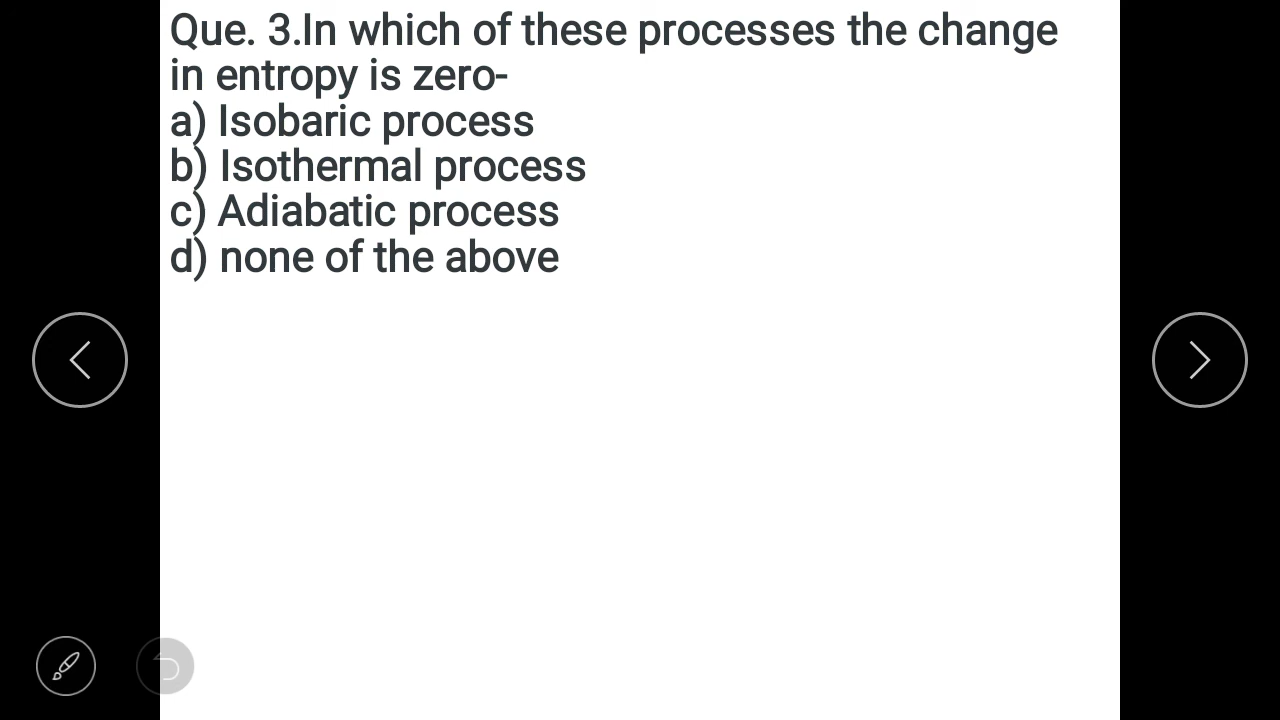 Que. 3.In which of these processes the change
in entropy is zero-
a) Isobaric process
b) Isothermal process
c) Adiabatic process
d) none of the above